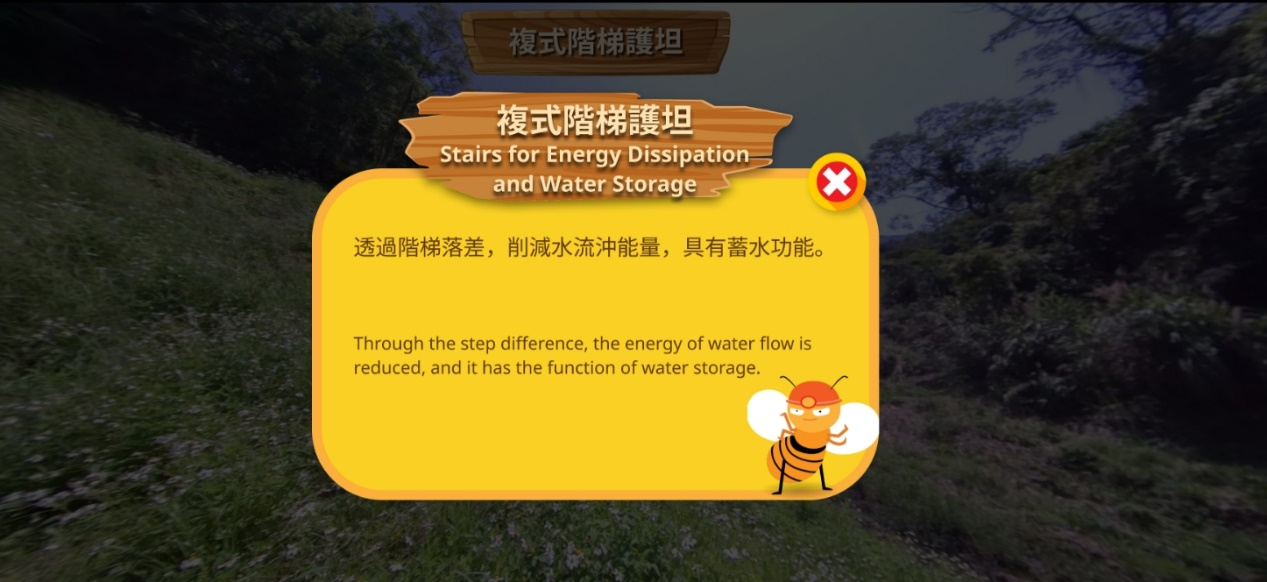 複式階梯護坦
複式階梯護坦
Stairs for Energy Dissipation
and Water Storage
透過階梯落差，削減水流沖能量，具有蓄水功能。
Through the step difference, the energy of water flow is
reduced, and it has the function of water storage.